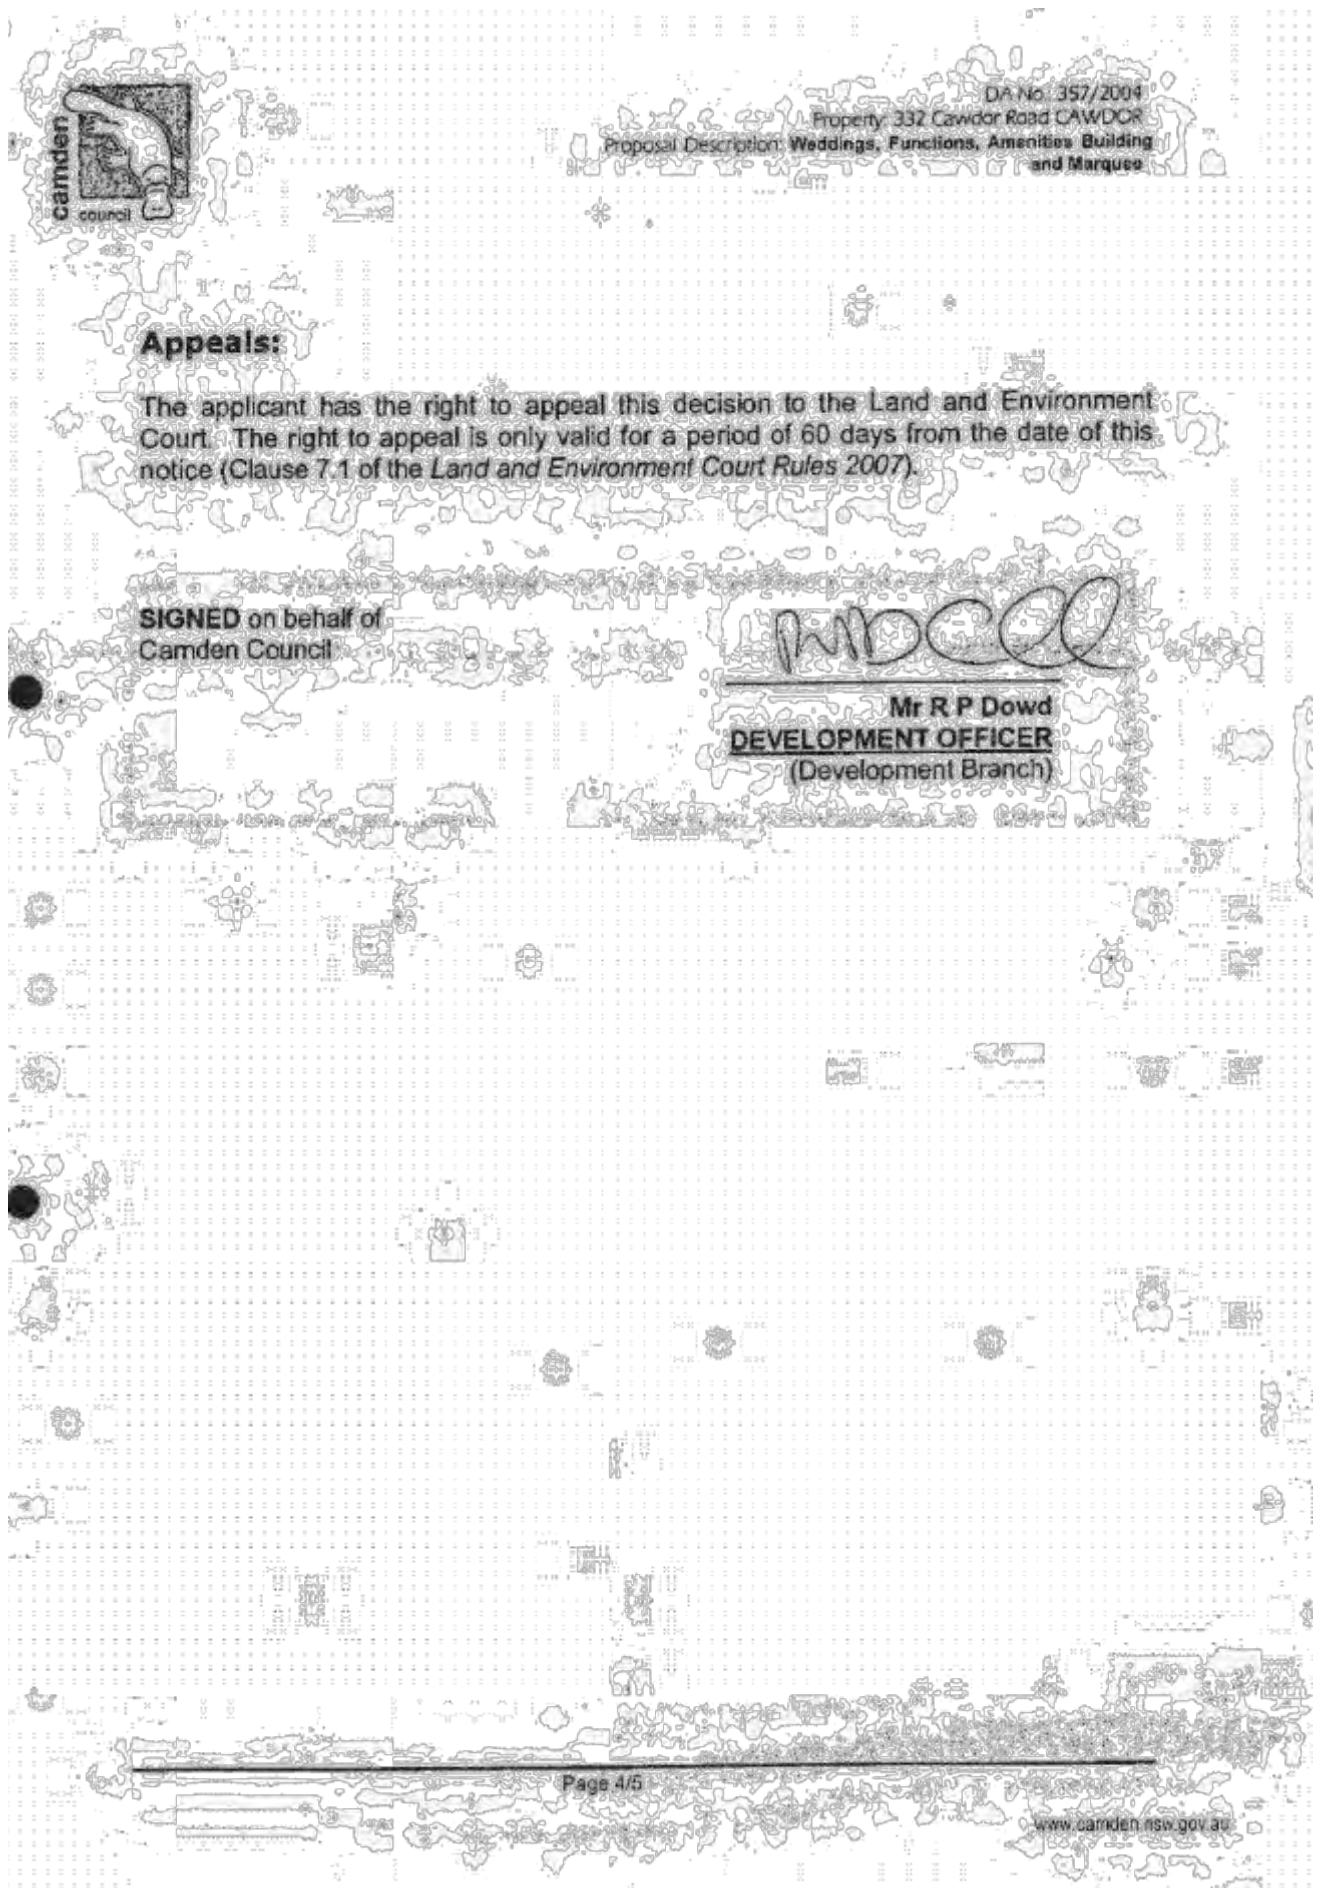 camden
council
DA No: 357/2004
Property: 332 Cawdor Road CAWDOR
Proposal Description: Weddings, Functions, Amenities Building
and Marquee
Appeals:
The applicant has the right to appeal this decision to the Land and Environment
Court. The right to appeal is only valid for a period of 60 days from the date of this
notice (Clause 7.1 of the Land and Environment Court Rules 2007).
SIGNED on behalf of
Camden Council
Mr R P Dowd
DEVELOPMENT OFFICER
(Development Branch)
Page 4/5
www.camden.nsw.gov.au